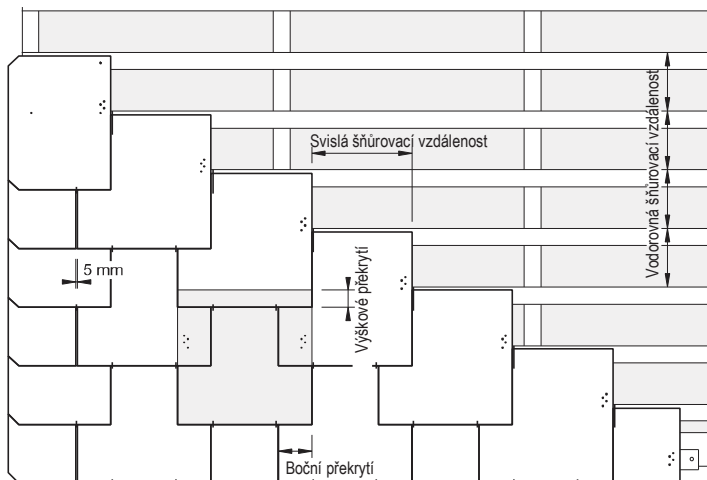 Svislá šňůrovací vzdálenost
Vodorovná šňůrovací vzdálenost
5 mm
Výškové překrytí
Boční překrytí